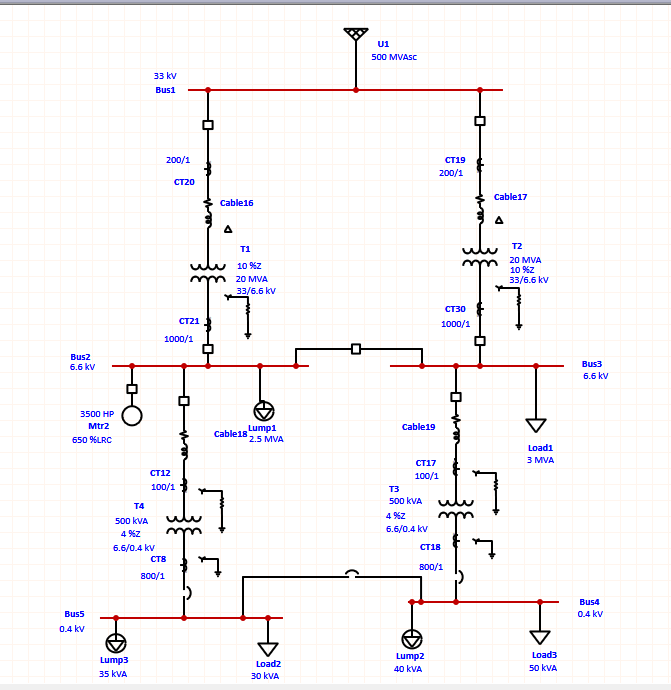 U1
500 MVAsc
33 kV
Bus1
200/1
CT20
Cable16
CT19
200/1
Cable17
T1
10 %Z
20 MVA
33/6.6 kV
T2
20 MVA
10 %Z
33/6.6 kV
CT21
1000/1
CT30
1000/1
Bus2
6.6 kV
Bus3
6.6 kV
3500 HP
Mtr2
650 %LRC
Cable18
Lump1
2.5 MVA
Cable19
Load1
3 MVA
CT12
100/1
CT17
100/1
T4
500 kVA
4 %Z
6.6/0.4 kV
T3
500 kVA
4 %Z
6.6/0.4 kV
CT8
800/1
CT18
800/1
Bus5
0.4 kV
Bus4
0.4 kV
Lump3
35 kVA
Load2
30 kVA
Lump2
40 kVA
Load3
50 kVA